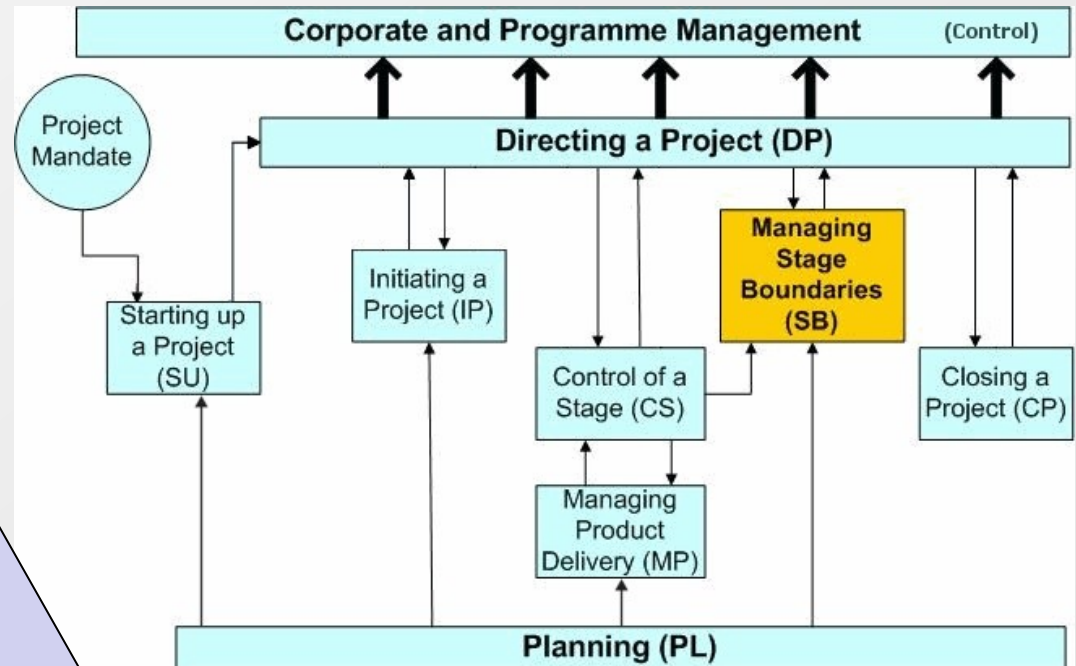 Corporate and Programme Management (Control)
Project
Mandate
Directing a Project (DP)
Starting up
a Project
(SU)
Initiating a
Project (IP)
Managing
Stage
Boundaries
(SB)
Control of a
Stage (CS)
Closing a
Project (CP)
Managing
Product
Delivery (MP)
Planning (PL)